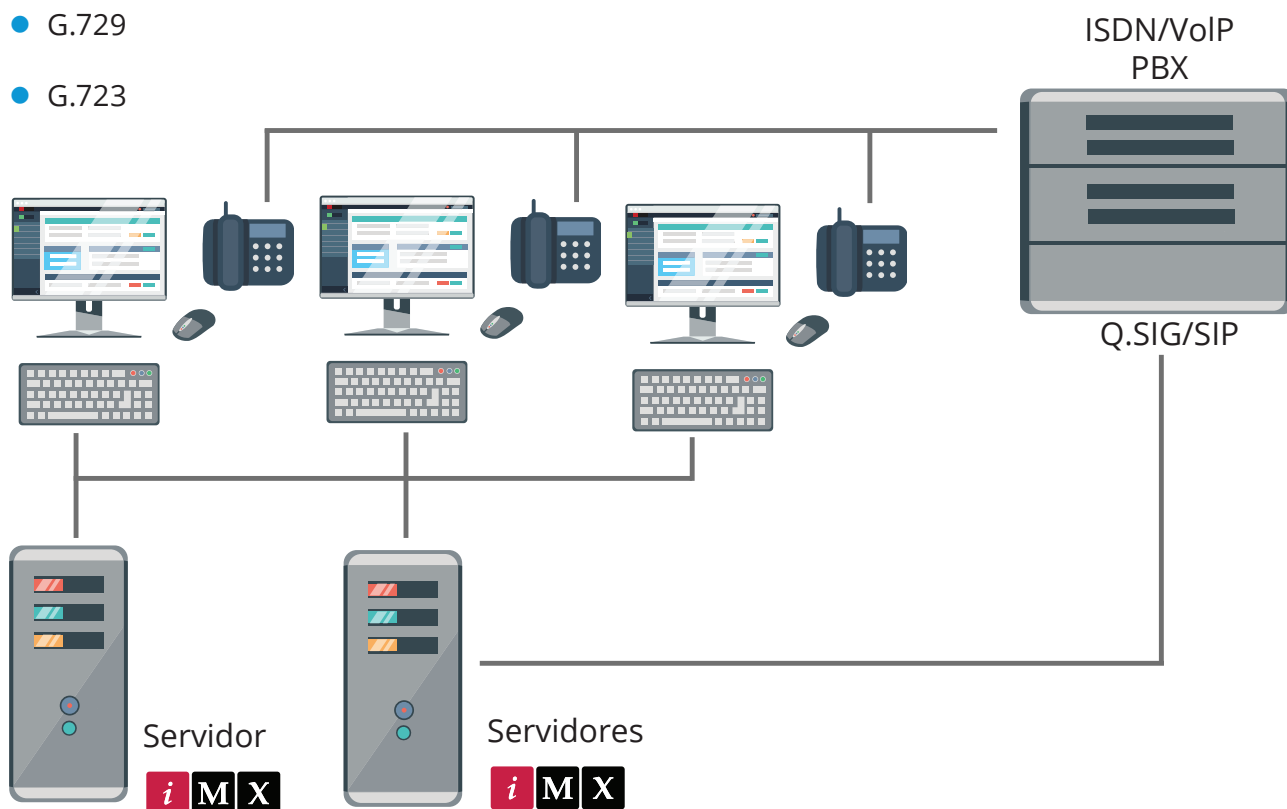 G.729
G.723
ISDN/VoIP
PBX
Q.SIG/SIP
Servidor
iMX
Servidores
iMX